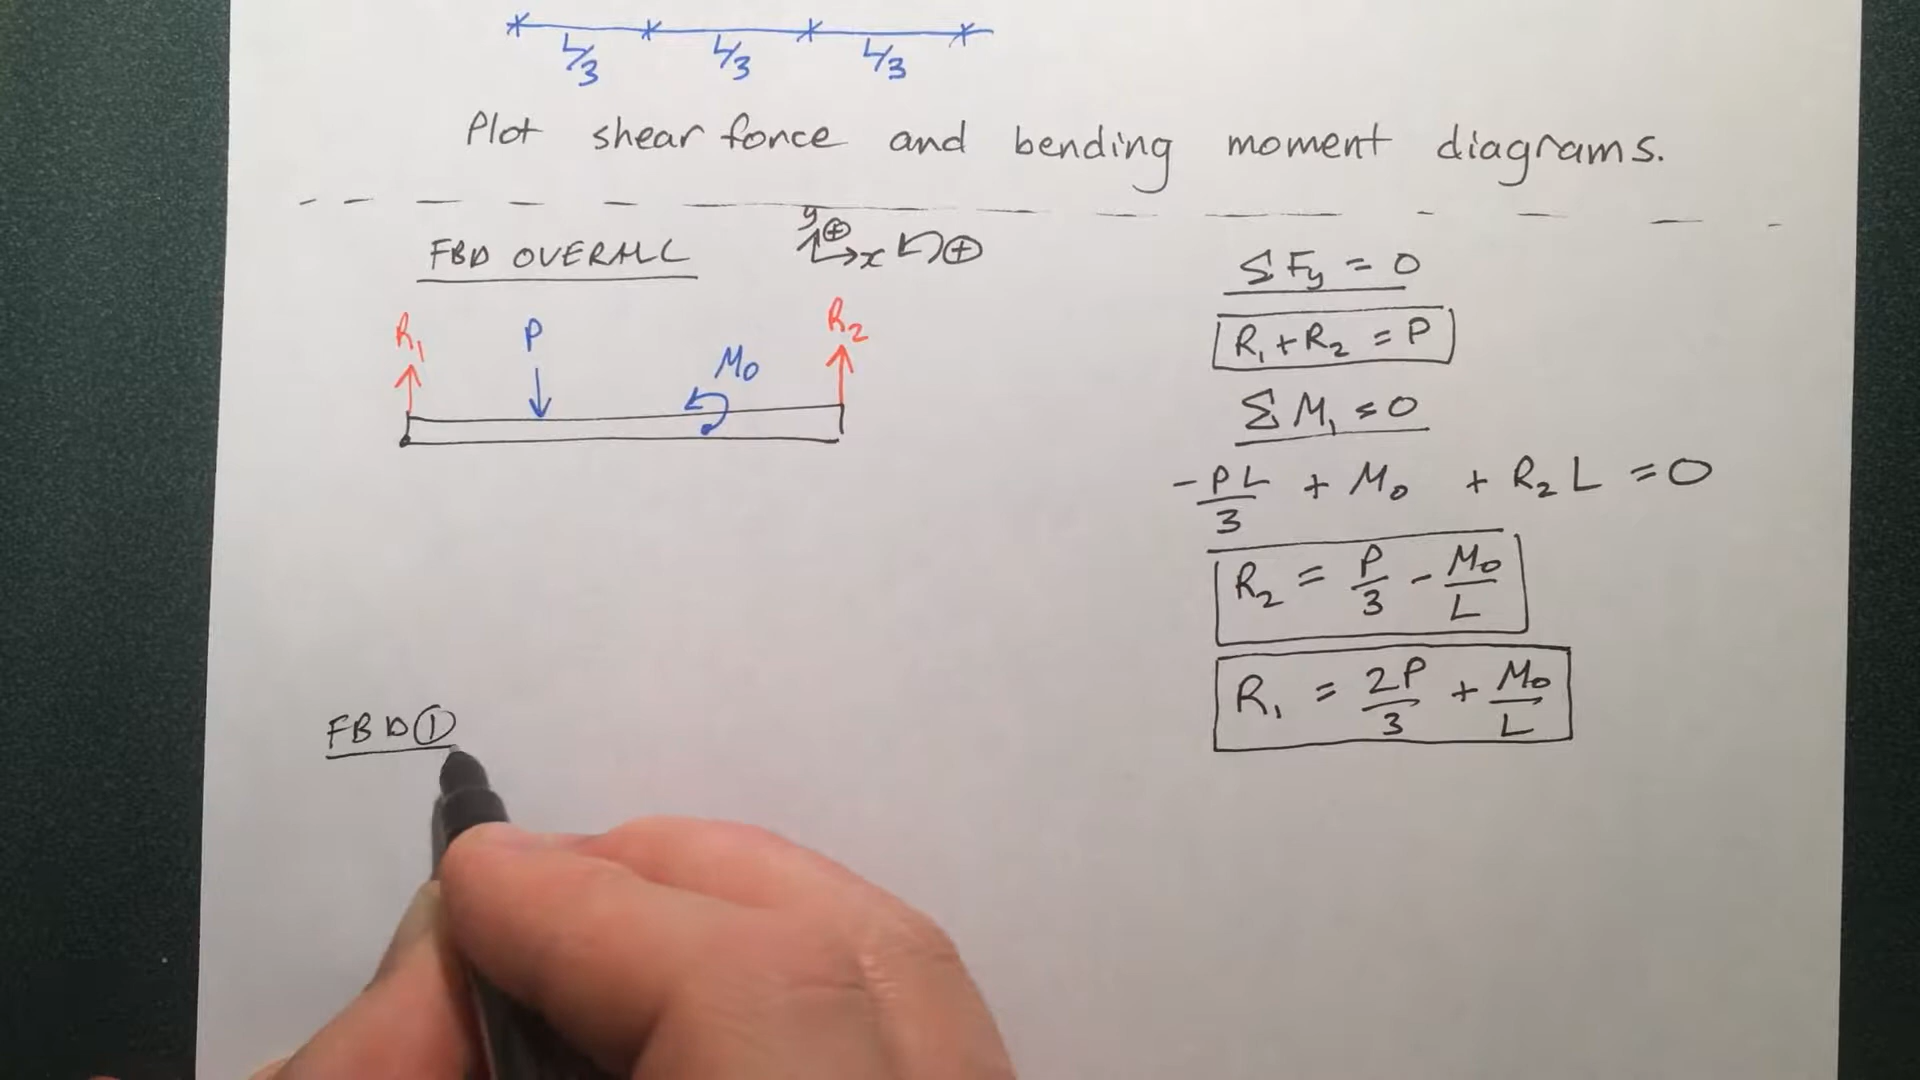 L/3 L/3 L/3
Plot shear force and bending moment diagrams.
FBD OVERALL
y ⊕ x ⊕
R₁ P M₀ R₂
ΣFy = 0
R₁ + R₂ = P
ΣM₁ = 0
-PL/3 + M₀ + R₂L = 0
R₂ = P/3 - M₀/L
R₁ = 2P/3 + M₀/L
FBD ①